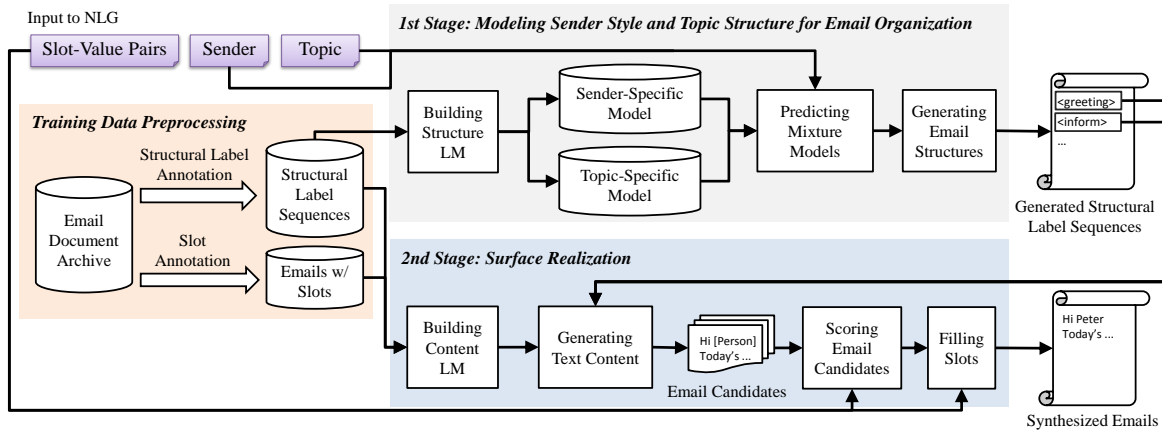 Input to NLG
Slot-Value Pairs
Sender
Topic
1st Stage: Modeling Sender Style and Topic Structure for Email Organization
Training Data Preprocessing
Email
Document
Archive
Structural Label
Annotation
Slot
Annotation
Structural
Label
Sequences
Emails w/
Slots
Building
Structure
LM
Sender-Specific
Model
Topic-Specific
Model
Predicting
Mixture
Models
Generating
Email
Structures
<greeting>
<inform>
...
Generated Structural
Label Sequences
2nd Stage: Surface Realization
Building
Content
LM
Generating
Text Content
Hi [Person]
Today's ...
Email Candidates
Scoring
Email
Candidates
Filling
Slots
Hi Peter
Today's ...
Synthesized Emails